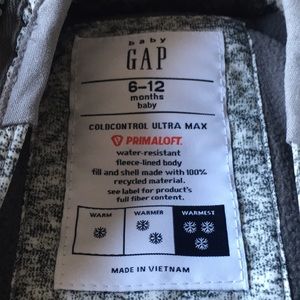 baby
GAP
6–12
months
baby
COLDCONTROL ULTRA MAX
PRIMALOFT®
water-resistant
fleece-lined body
fill and shell made with 100%
recycled material.
see label for product's
full fiber content.
WARM WARMER WARMEST
MADE IN VIETNAM